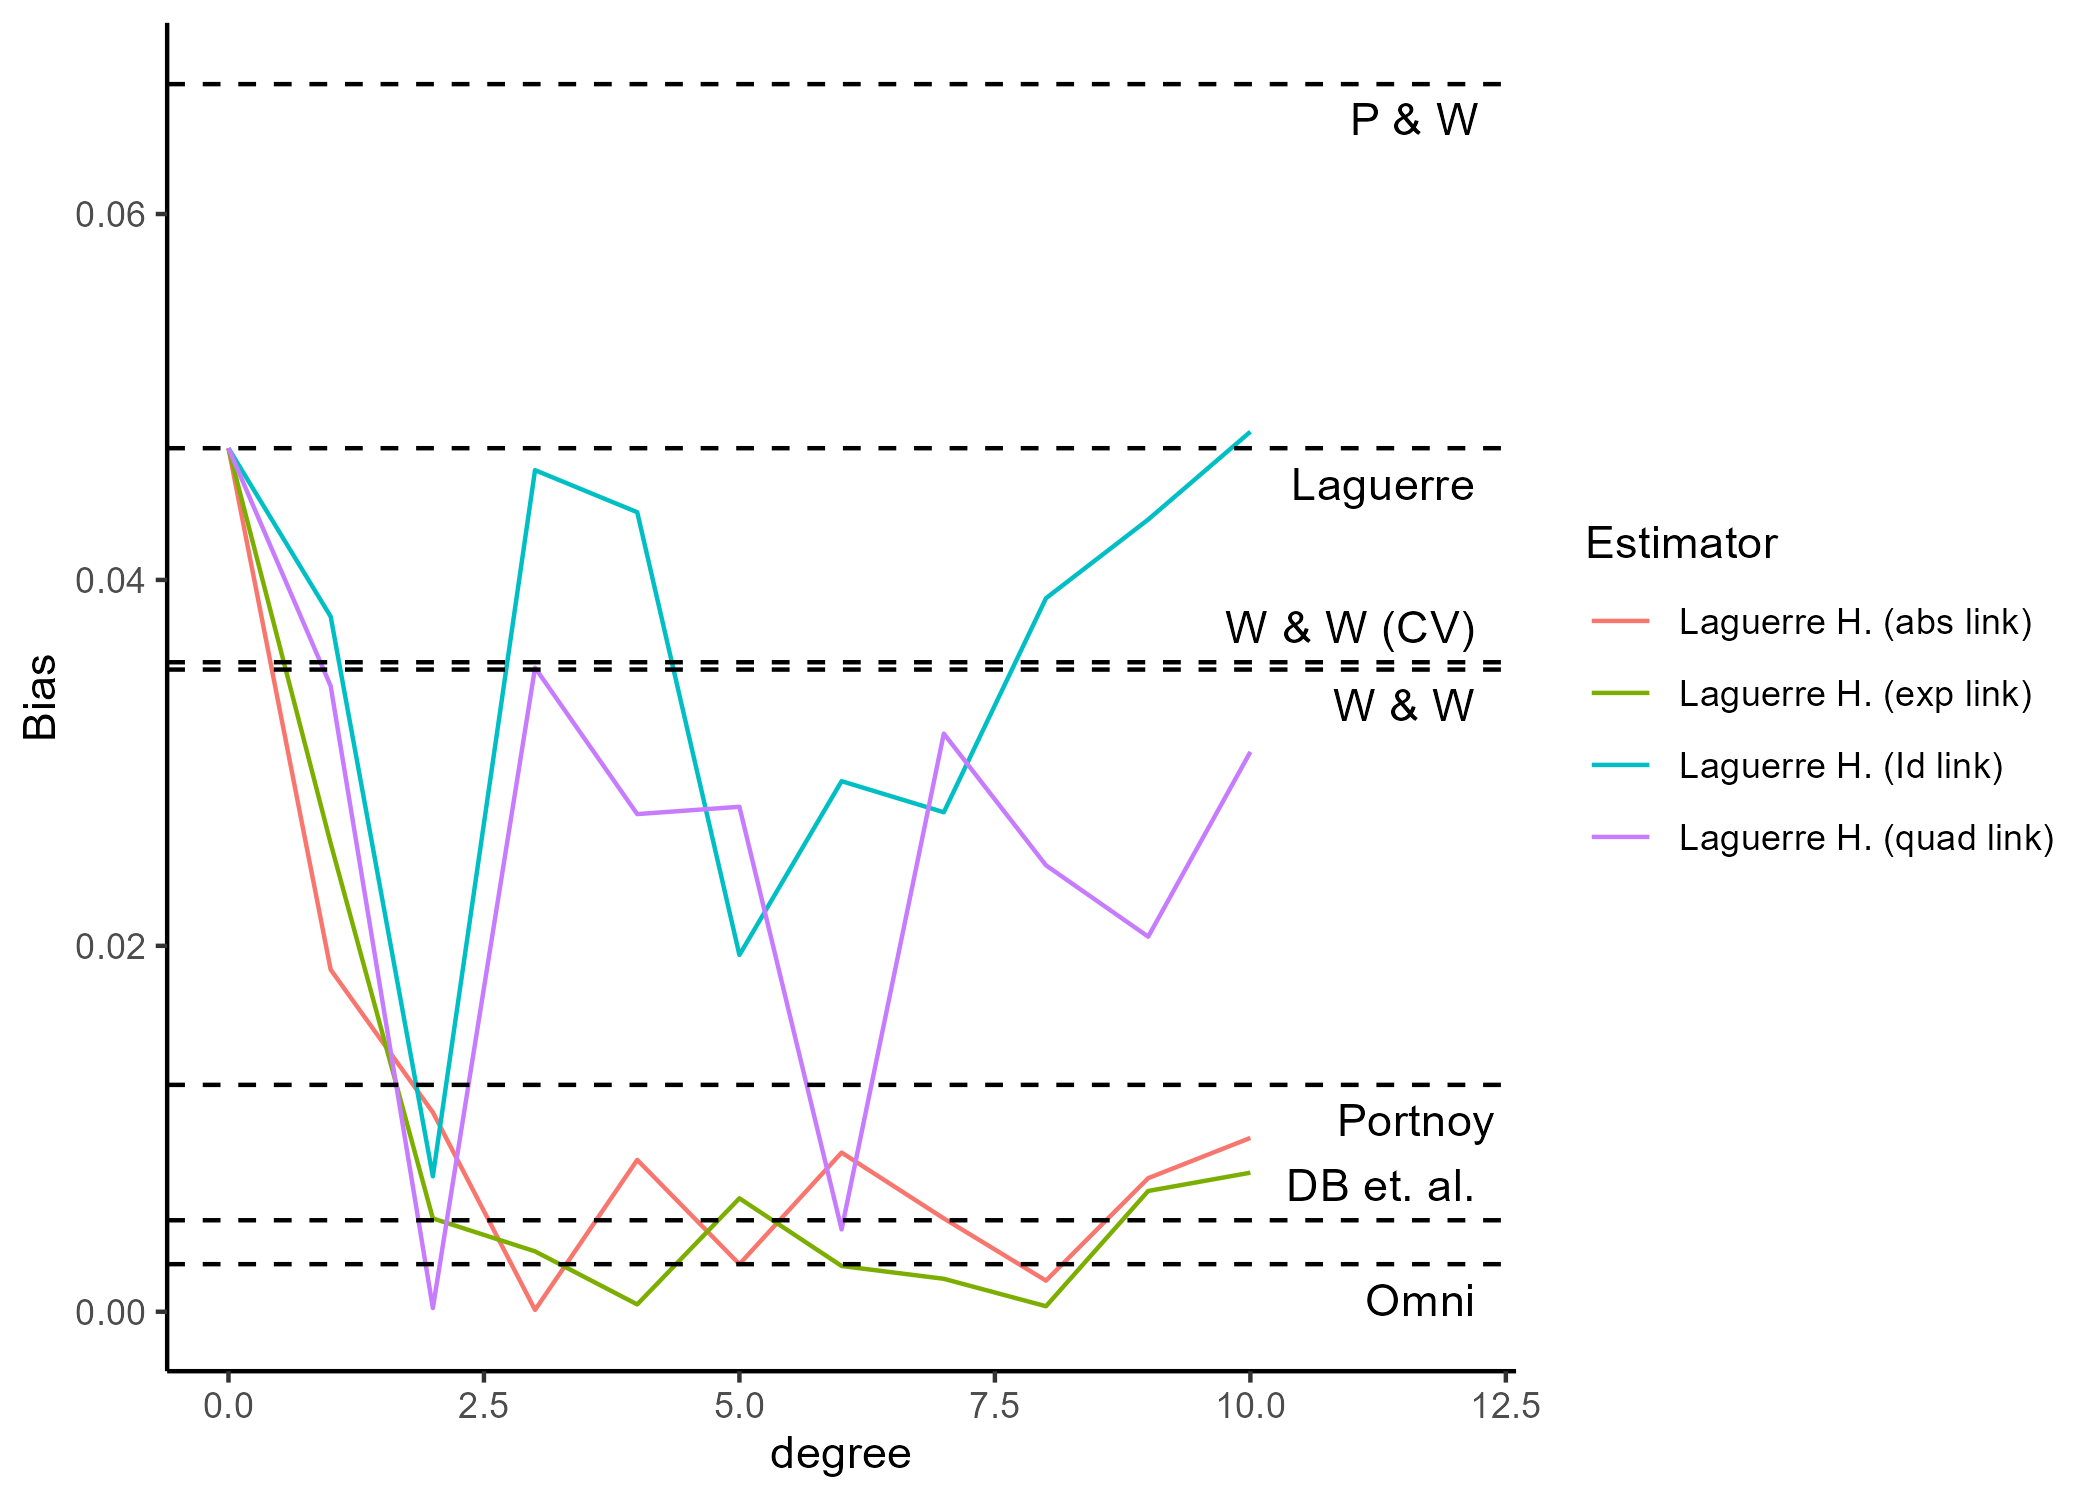 P & W
0.06
Laguerre
Estimator
0.04
W & W (CV)
Laguerre H. (abs link)
Bias
W & W
Laguerre H. (exp link)
Laguerre H. (Id link)
Laguerre H. (quad link)
0.02
Portnoy
DB et. al.
0.00
Omni
0.0 2.5 5.0 7.5 10.0 12.5
degree